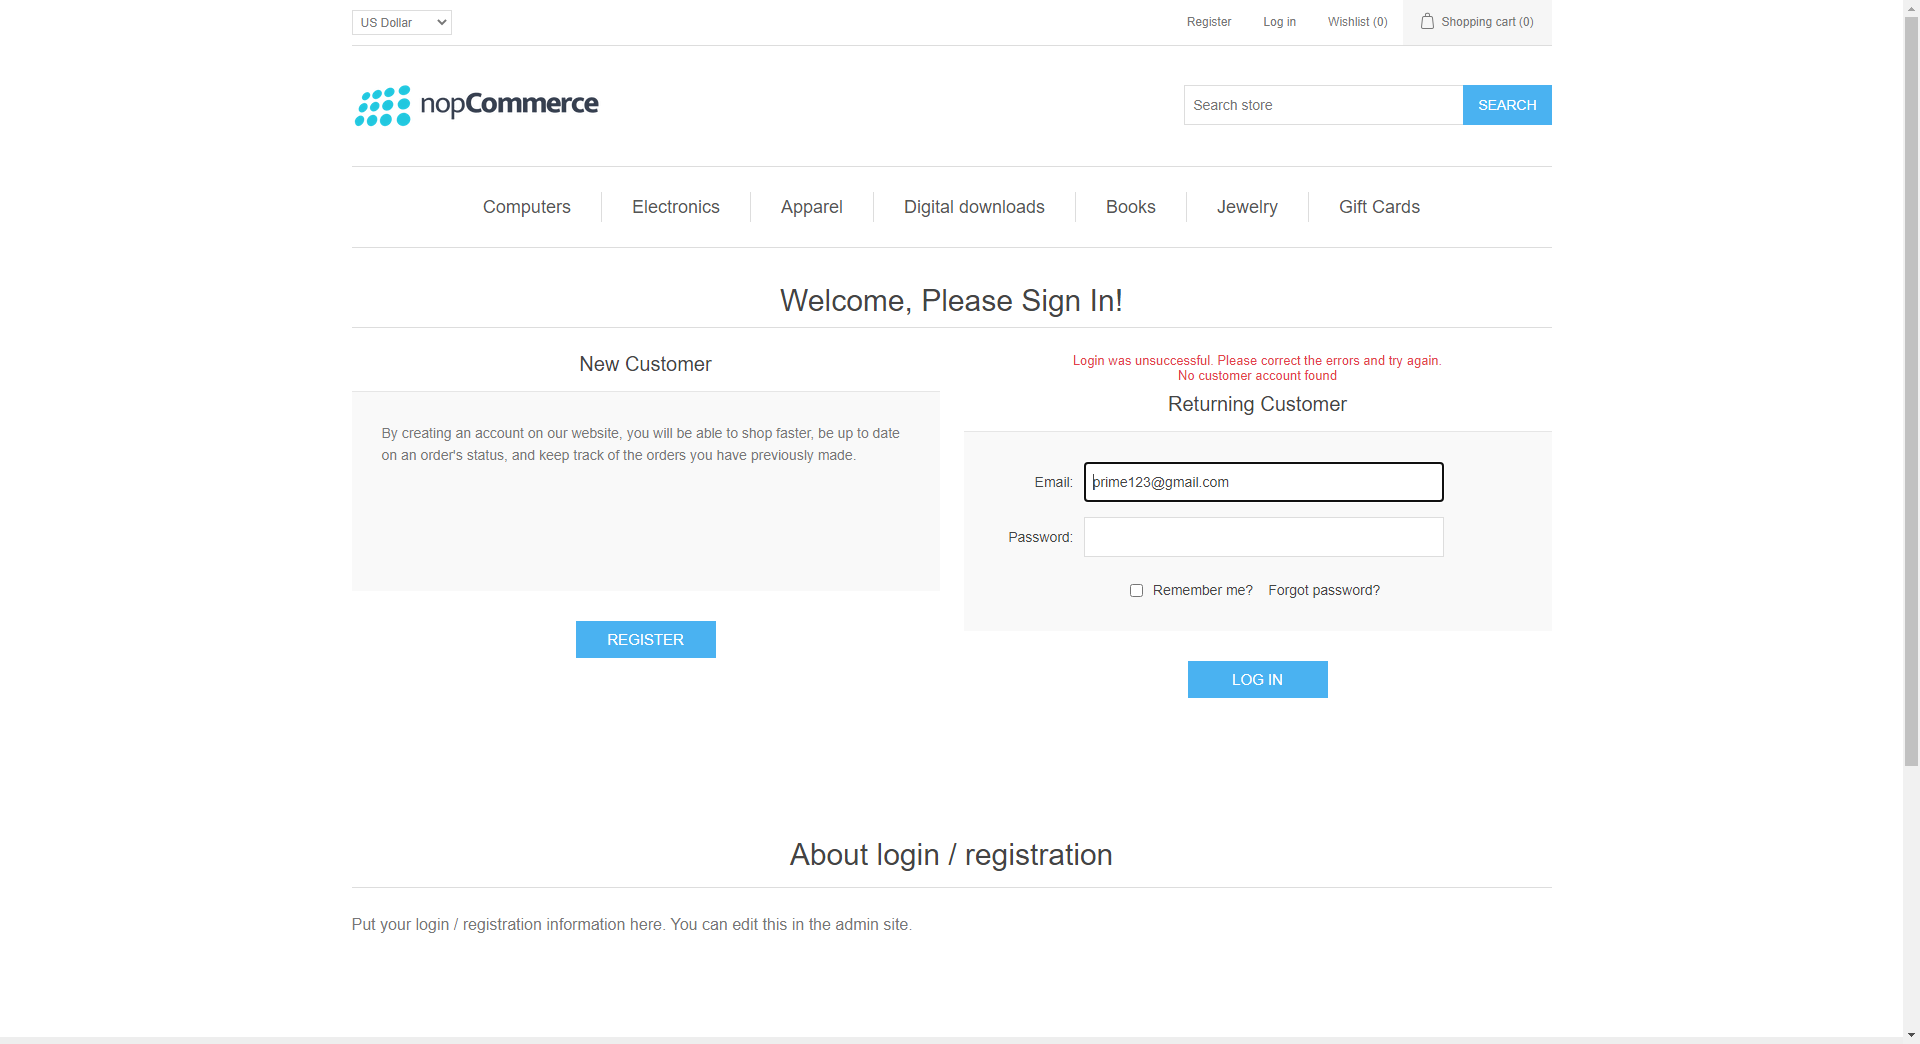 US Dollar
Register
Log in
Wishlist (0)
Shopping cart (0)
nopCommerce
Search store
SEARCH
Computers
Electronics
Apparel
Digital downloads
Books
Jewelry
Gift Cards
Welcome, Please Sign In!
New Customer
By creating an account on our website, you will be able to shop faster, be up to date
on an order's status, and keep track of the orders you have previously made.
REGISTER
Login was unsuccessful. Please correct the errors and try again.
No customer account found
Returning Customer
Email:
prime123@gmail.com
Password:
Remember me?
Forgot password?
LOG IN
About login / registration
Put your login / registration information here. You can edit this in the admin site.